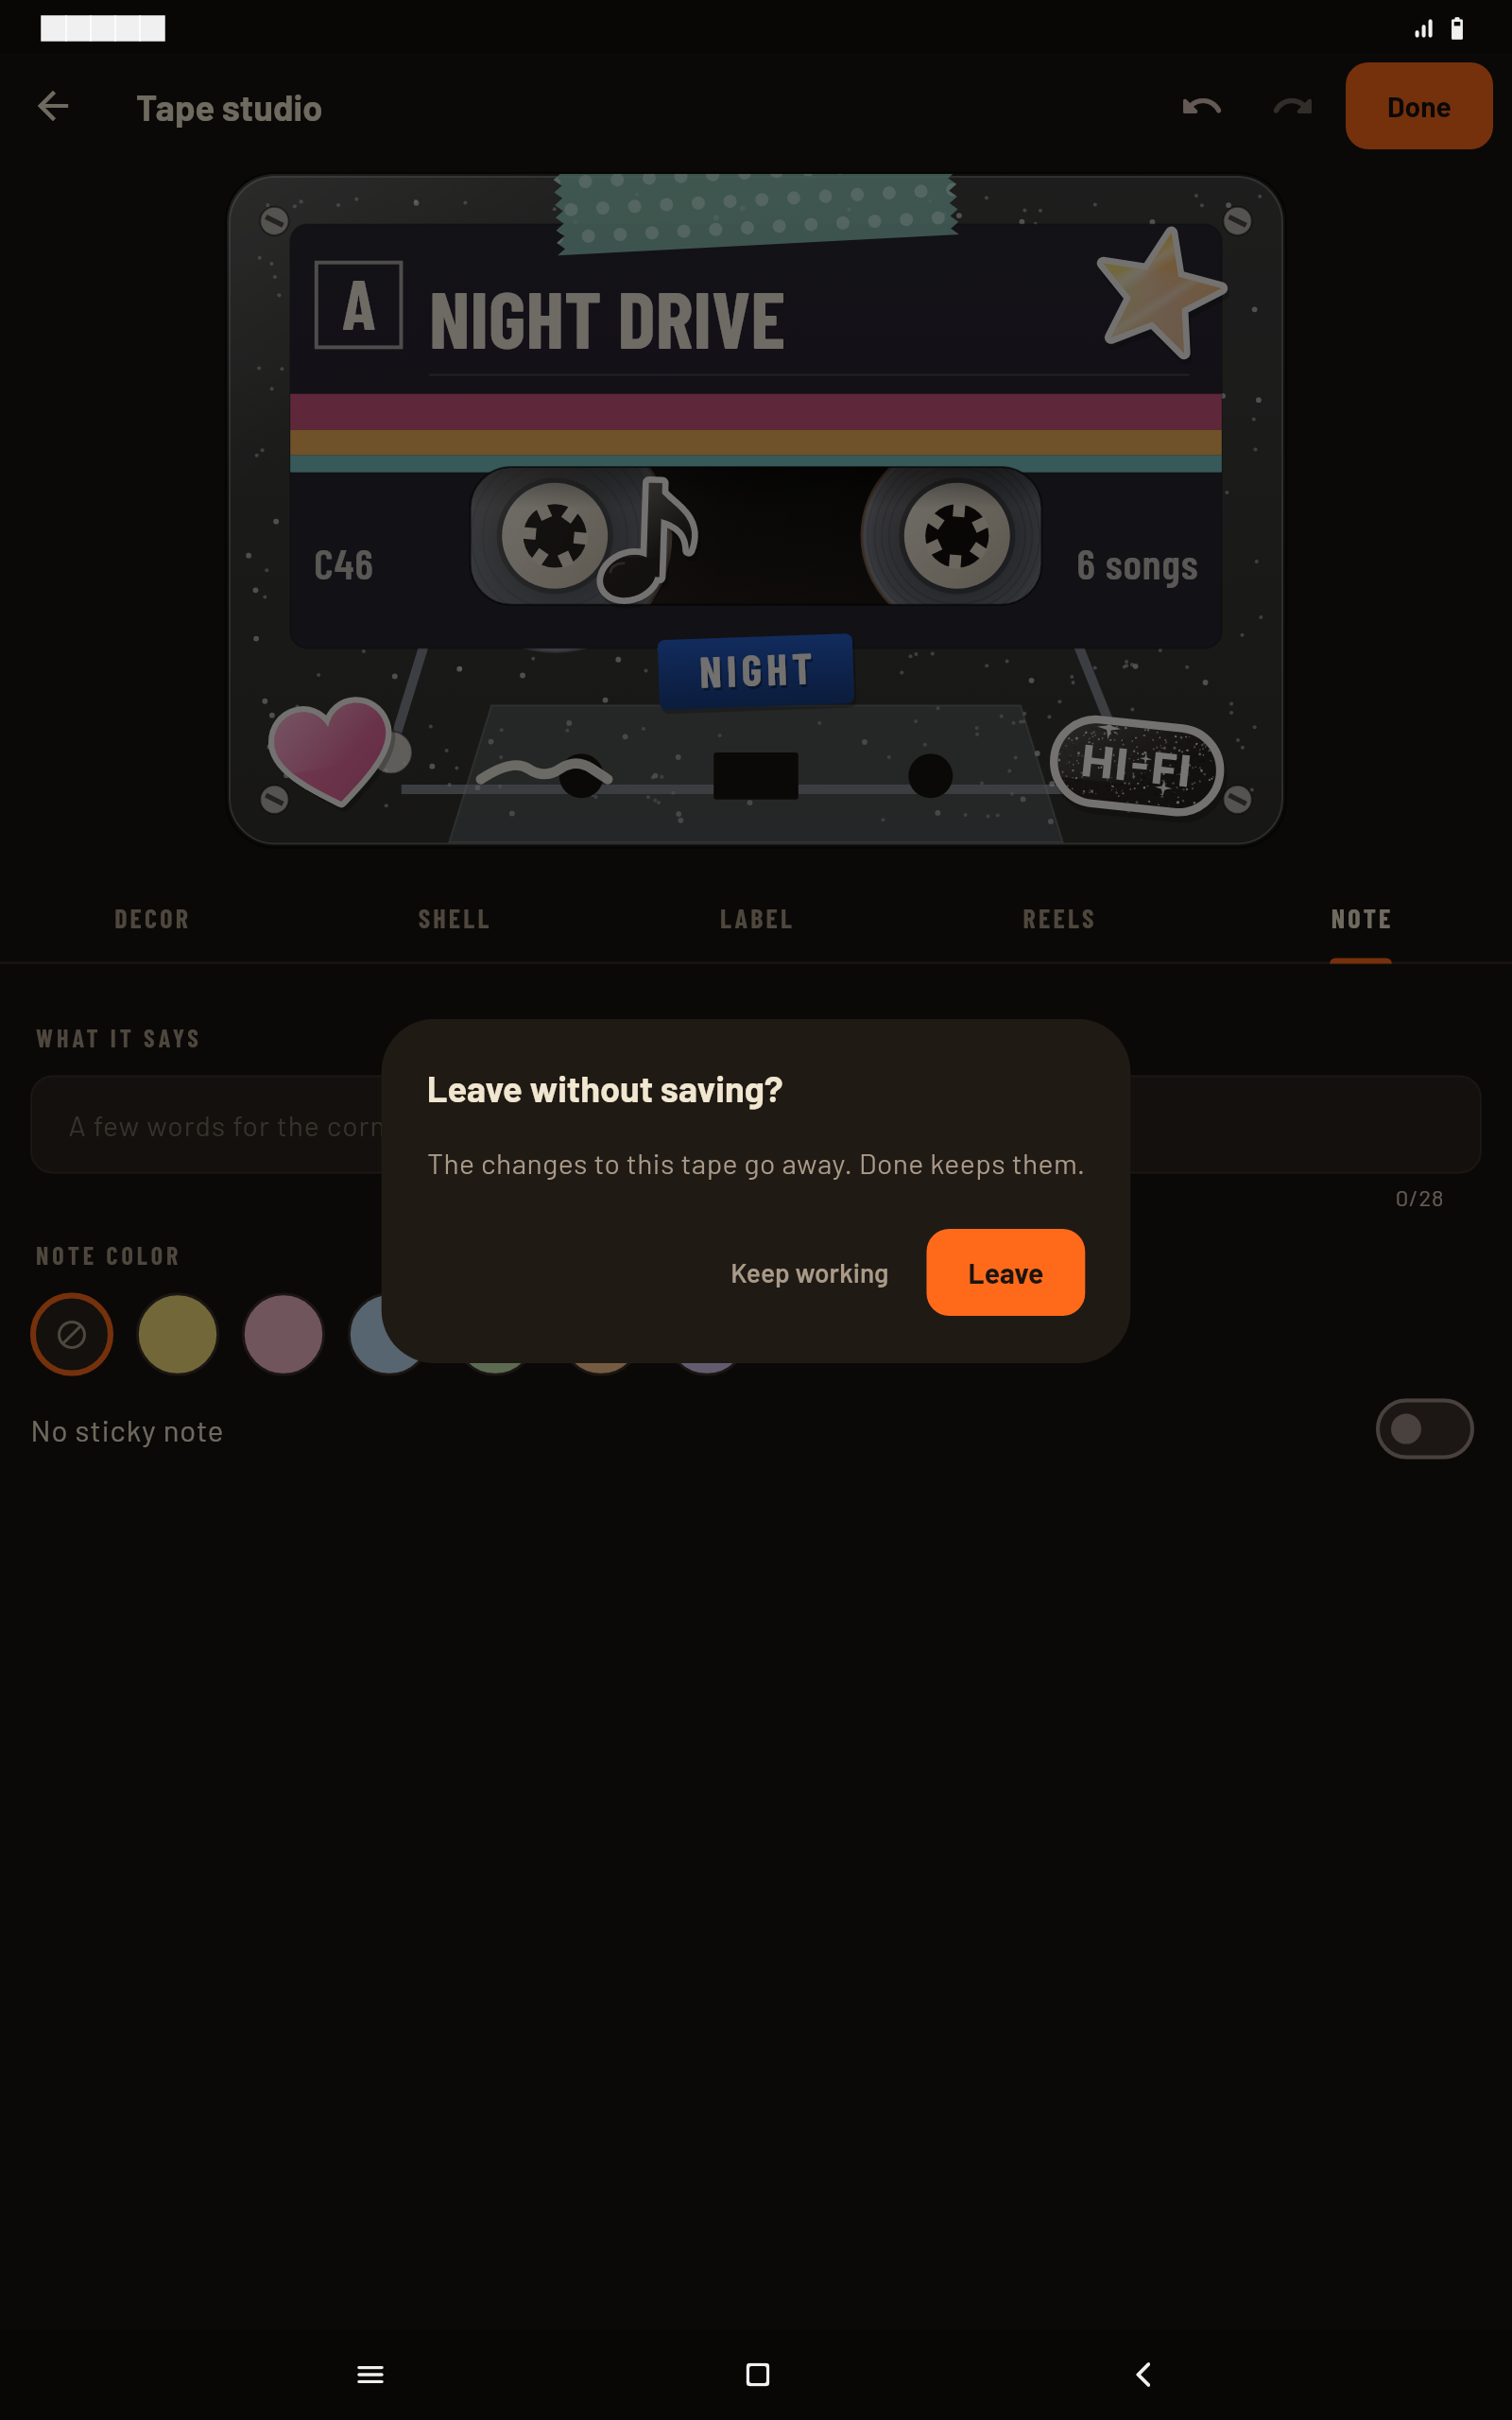 Tape studio
Done
A
NIGHT DRIVE
C46
6 songs
NIGHT
HI-FI
DECOR
SHELL
LABEL
REELS
NOTE
WHAT IT SAYS
A few words for the corn
0/28
Leave without saving?
The changes to this tape go away. Done keeps them.
Keep working
Leave
NOTE COLOR
No sticky note